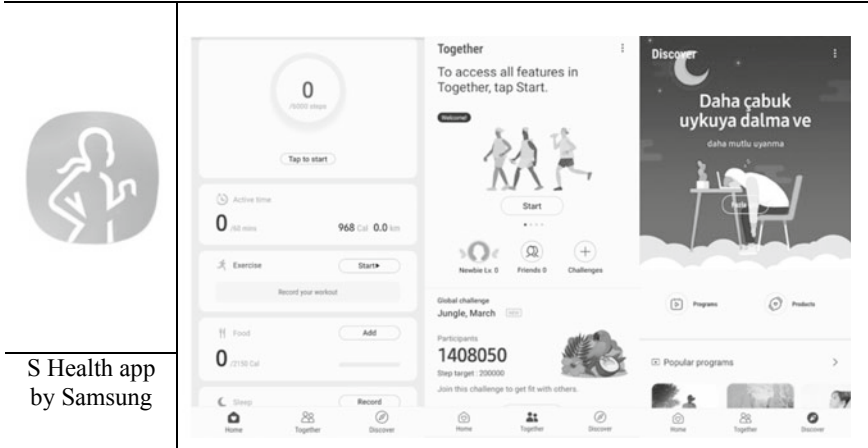 S Health app
by Samsung
0
/6000 steps
Tap to start
Active time
0 /60 mins
968 Cal 0.0 km
Exercise
Start
Record your workout
Food
Add
0 /2150 Cal
Sleep
Record
Home
Together
Discover
Together
To access all features in
Together, tap Start.
Welcome!
Start
Newbie Lv. 0
Friends 0
Challenges
Global challenge
Jungle, March
Participants
1408050
Step target : 200000
Join this challenge to get fit with others.
Home
Together
Discover
Discover
Daha çabuk
uykuya dalma ve
daha mutlu uyanma
Programs
Products
Popular programs
Home
Together
Discover